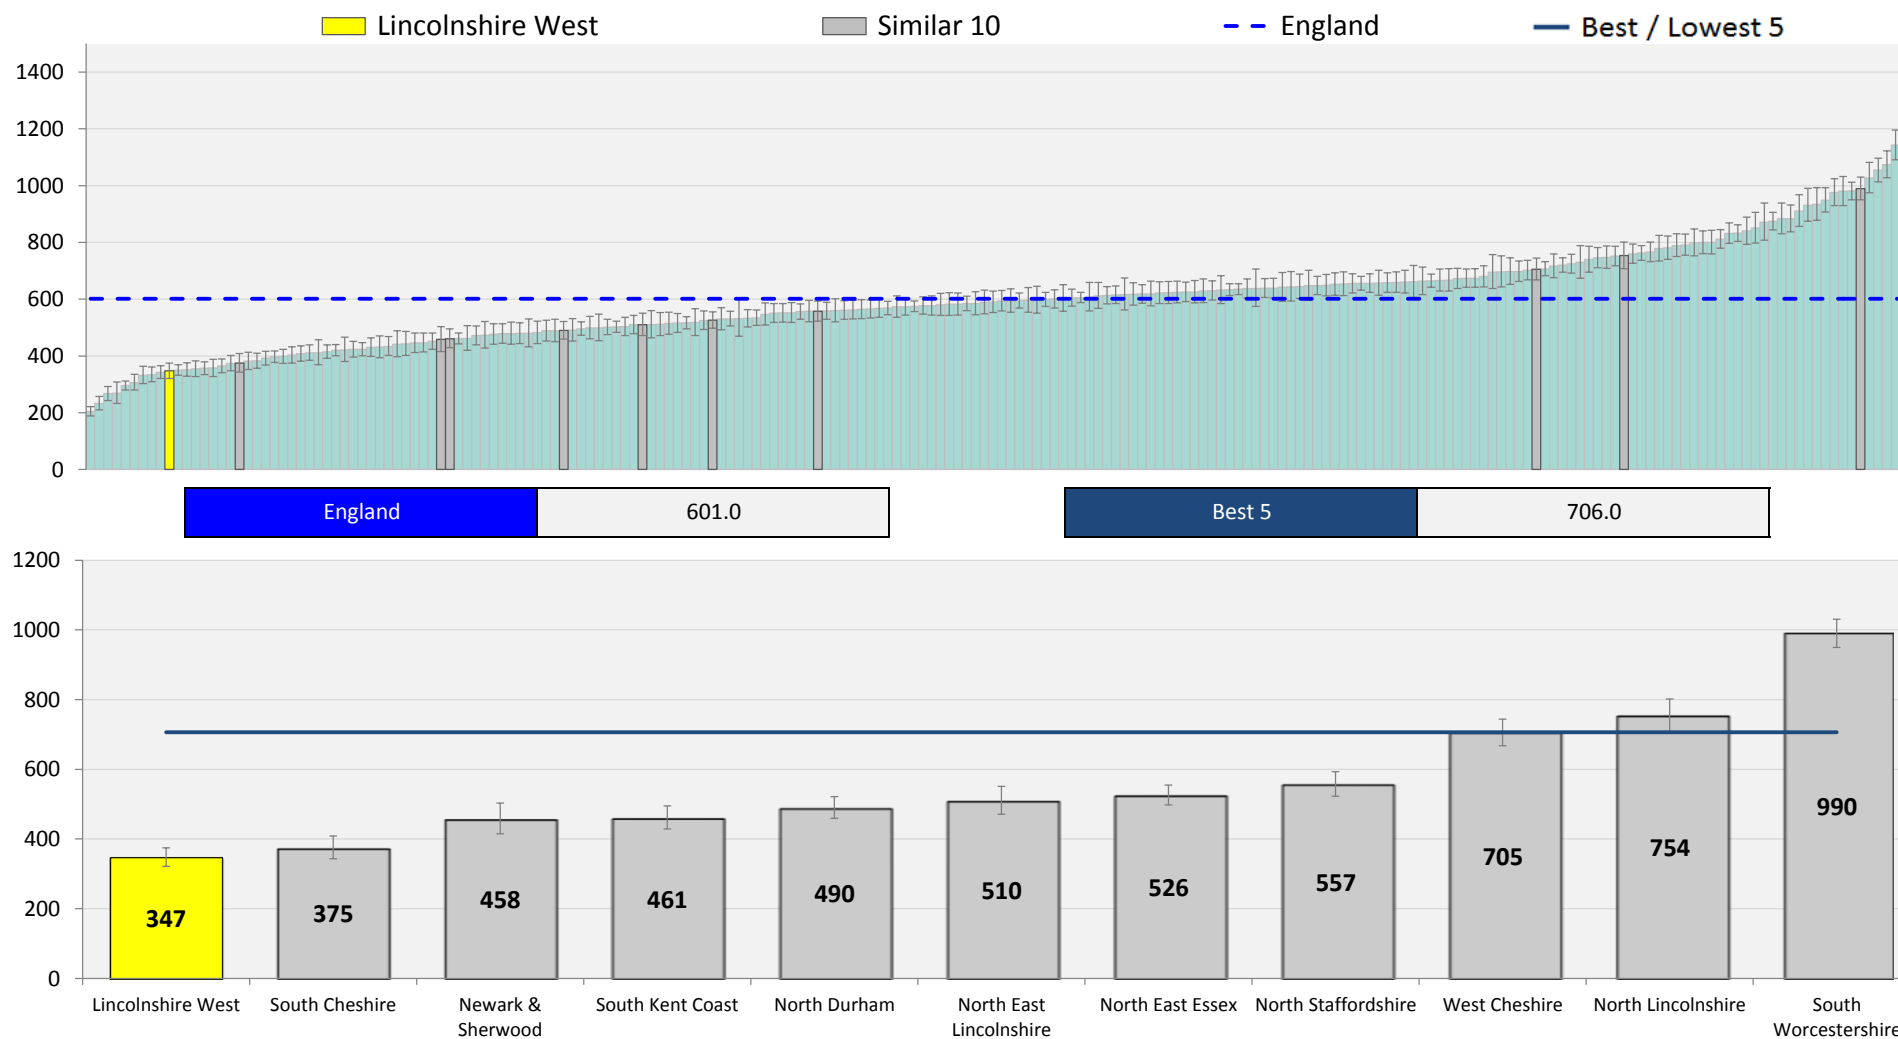 Lincolnshire West
Similar 10
England
Best / Lowest 5
1400
1200
1000
800
600
400
200
0
England
601.0
Best 5
706.0
1200
1000
800
600
400
200
0
347
375
458
461
490
510
526
557
705
754
990
Lincolnshire West
South Cheshire
Newark &
Sherwood
South Kent Coast
North Durham
North East
Lincolnshire
North East Essex
North Staffordshire
West Cheshire
North Lincolnshire
South
Worcestershire